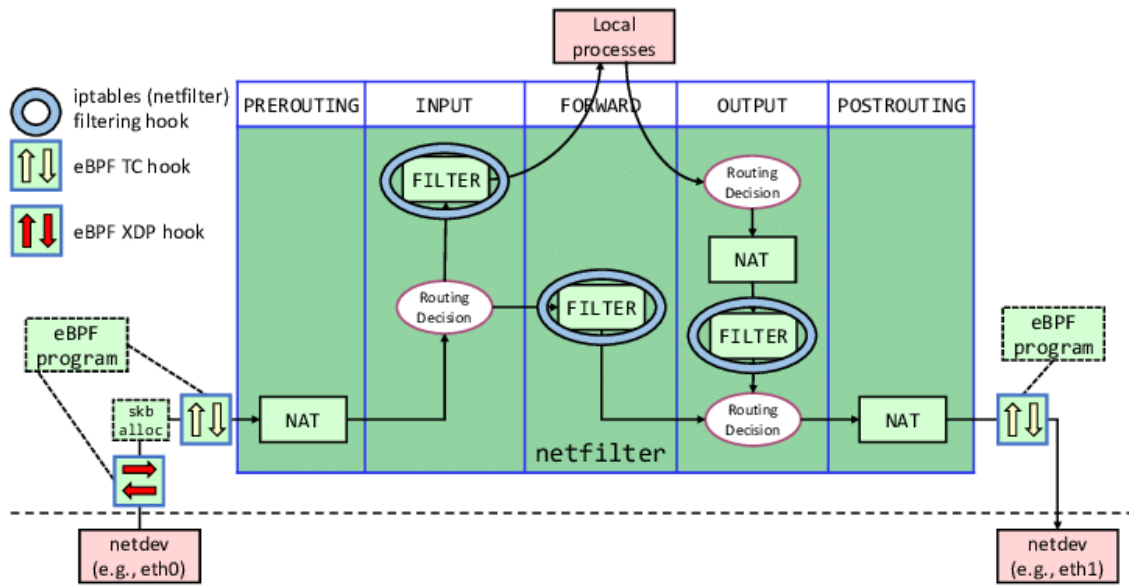 Local
processes
iptables (netfilter)
filtering hook
eBPF TC hook
eBPF XDP hook
PREROUTING
INPUT
FORWARD
OUTPUT
POSTROUTING
FILTER
Routing
Decision
NAT
Routing
Decision
FILTER
FILTER
eBPF
program
eBPF
program
skb
alloc
NAT
Routing
Decision
NAT
netfilter
netdev
(e.g., eth0)
netdev
(e.g., eth1)